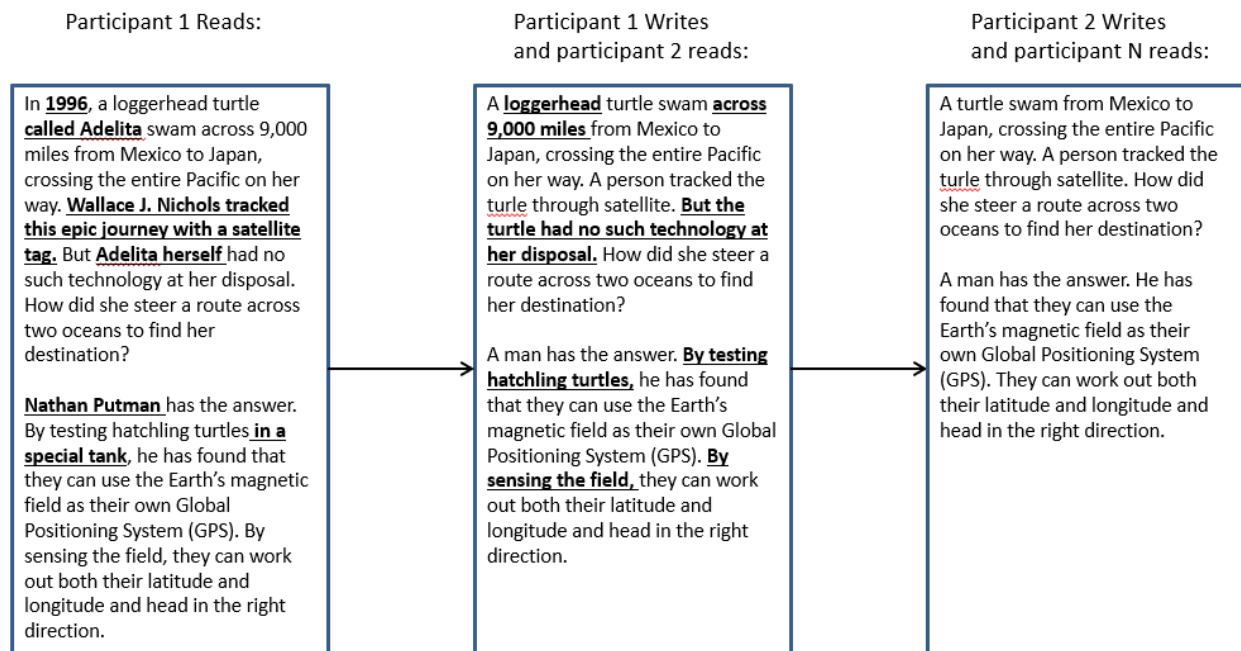 Participant 1 Reads:
In 1996, a loggerhead turtle
called Adelita swam across 9,000
miles from Mexico to Japan,
crossing the entire Pacific on her
way. Wallace J. Nichols tracked
this epic journey with a satellite
tag. But Adelita herself had no
such technology at her disposal.
How did she steer a route across
two oceans to find her
destination?
Nathan Putman has the answer.
By testing hatchling turtles in a
special tank, he has found that
they can use the Earth's magnetic
field as their own Global
Positioning System (GPS). By
sensing the field, they can work
out both their latitude and
longitude and head in the right
direction.
Participant 1 Writes
and participant 2 reads:
A loggerhead turtle swam across
9,000 miles from Mexico to
Japan, crossing the entire Pacific
on her way. A person tracked the
turle through satellite. But the
turtle had no such technology at
her disposal. How did she steer a
route across two oceans to find
her destination?
A man has the answer. By testing
hatchling turtles, he has found
that they can use the Earth's
magnetic field as their own Global
Positioning System (GPS). By
sensing the field, they can work
out both their latitude and
longitude and head in the right
direction.
Participant 2 Writes
and participant N reads:
A turtle swam from Mexico to
Japan, crossing the entire Pacific
on her way. A person tracked the
turle through satellite. How did
she steer a route across two
oceans to find her destination?
A man has the answer. He has
found that they can use the
Earth's magnetic field as their
own Global Positioning System
(GPS). They can work out both
their latitude and longitude and
head in the right direction.